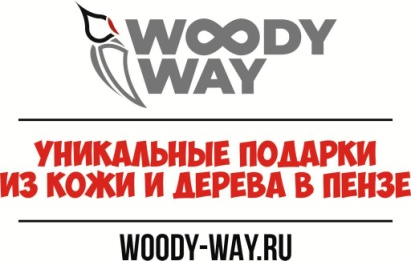 WOODY
WAY
УНИКАЛЬНЫЕ ПОДАРКИ
ИЗ КОЖИ И ДЕРЕВА В ПЕНЗЕ
WOODY-WAY.RU